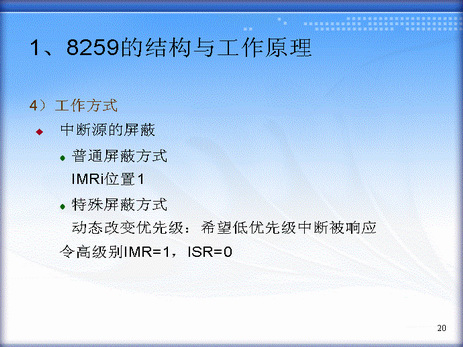 1、8259的结构与工作原理
4）工作方式
中断源的屏蔽
普通屏蔽方式
IMRi位置1
特殊屏蔽方式
动态改变优先级：希望低优先级中断被响应
令高级别IMR=1，ISR=0
20